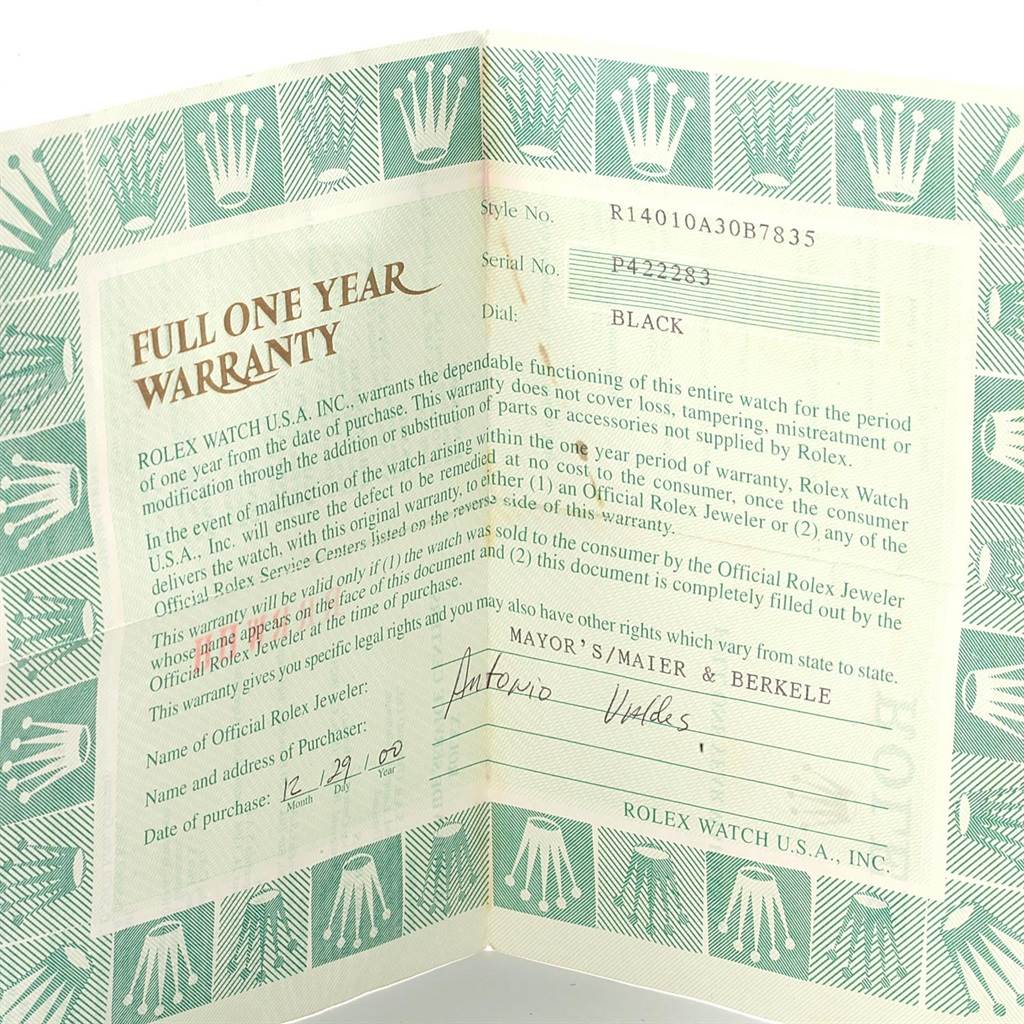 Style No. R14010A30B7835
Serial No. P422283
Dial: BLACK
FULL ONE YEAR
WARRANTY
ROLEX WATCH U.S.A. INC., warrants the dependable functioning of this entire watch for the period
of one year from the date of purchase. This warranty does not cover loss, tampering, mistreatment or
modification through the addition or substitution of parts or accessories not supplied by Rolex.
In the event of malfunction of the watch arising within the one year period of warranty, Rolex Watch
U.S.A., Inc. will ensure the defect to be remedied at no cost to the consumer, once the consumer
delivers the watch, with this original warranty, to either (1) an Official Rolex Jeweler or (2) any of the
Official Rolex Service Centers listed on the reverse side of this warranty.
This warranty will be valid only if (1) the watch was sold to the consumer by the Official Rolex Jeweler
whose name appears on the face of this document and (2) this document is completely filled out by the
Official Rolex Jeweler at the time of purchase.
This warranty gives you specific legal rights and you may also have other rights which vary from state to state.
Name of Official Rolex Jeweler: MAYOR'S/MAIER & BERKELE
Name and address of Purchaser: Antonio Valdes
Date of purchase: 12 / 29 / 00
Month Day Year
ROLEX WATCH U.S.A., INC.